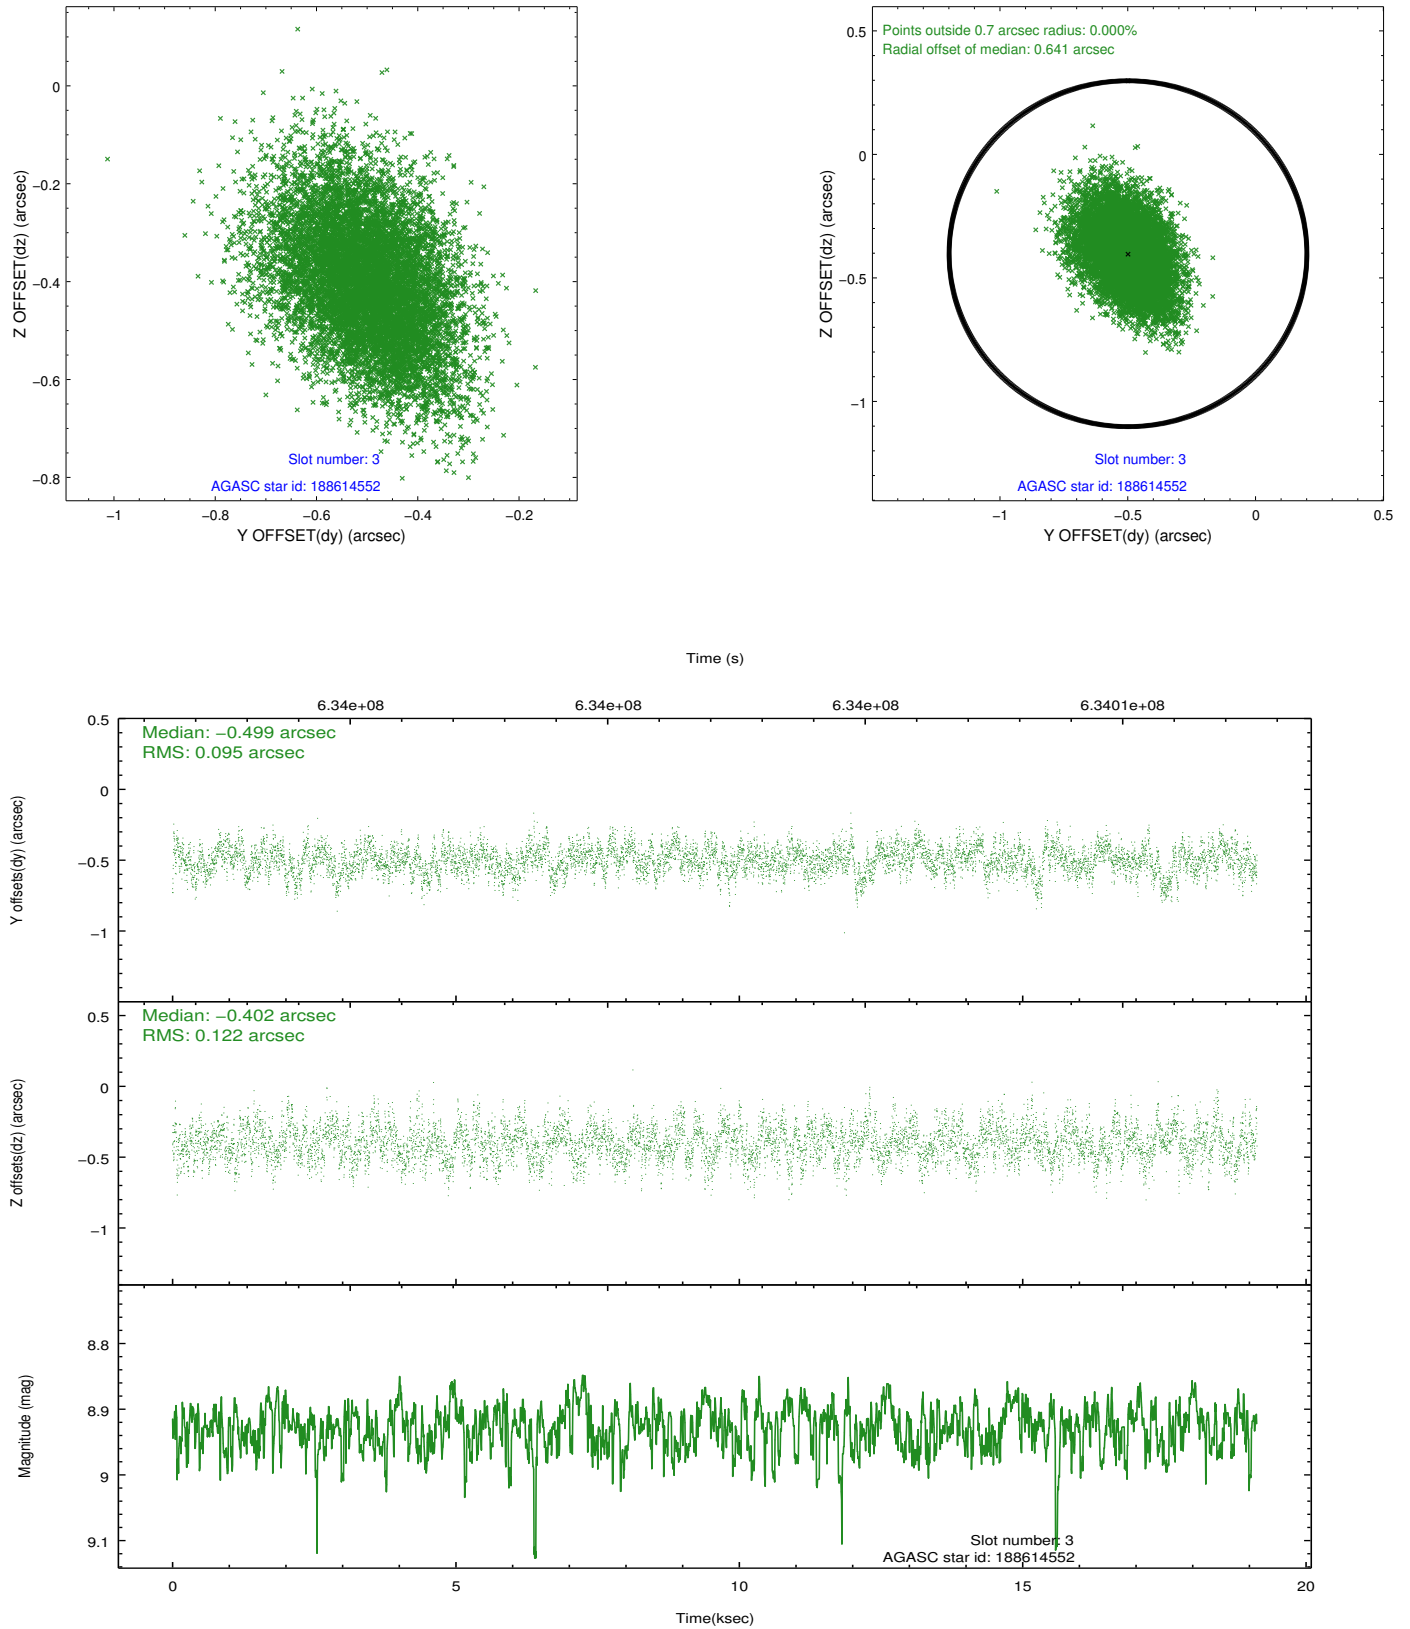 0
−0.2
−0.4
−0.6
−0.8
Z OFFSET(dz) (arcsec)
Slot number: 3
AGASC star id: 188614552
−1
−0.8
−0.6
−0.4
−0.2
Y OFFSET(dy) (arcsec)
Points outside 0.7 arcsec radius: 0.000%
Radial offset of median: 0.641 arcsec
0.5
0
−0.5
−1
Z OFFSET(dz) (arcsec)
Slot number: 3
AGASC star id: 188614552
−1
−0.5
0
0.5
Y OFFSET(dy) (arcsec)
Time (s)
6.34e+08
6.34e+08
6.34e+08
6.3401e+08
Median: −0.499 arcsec
RMS: 0.095 arcsec
0.5
0
−0.5
−1
Y offsets(dy) (arcsec)
Median: −0.402 arcsec
RMS: 0.122 arcsec
0.5
0
−0.5
−1
Z offsets(dz) (arcsec)
8.8
8.9
9
9.1
Magnitude (mag)
Slot number: 3
AGASC star id: 188614552
0
5
10
15
20
Time(ksec)